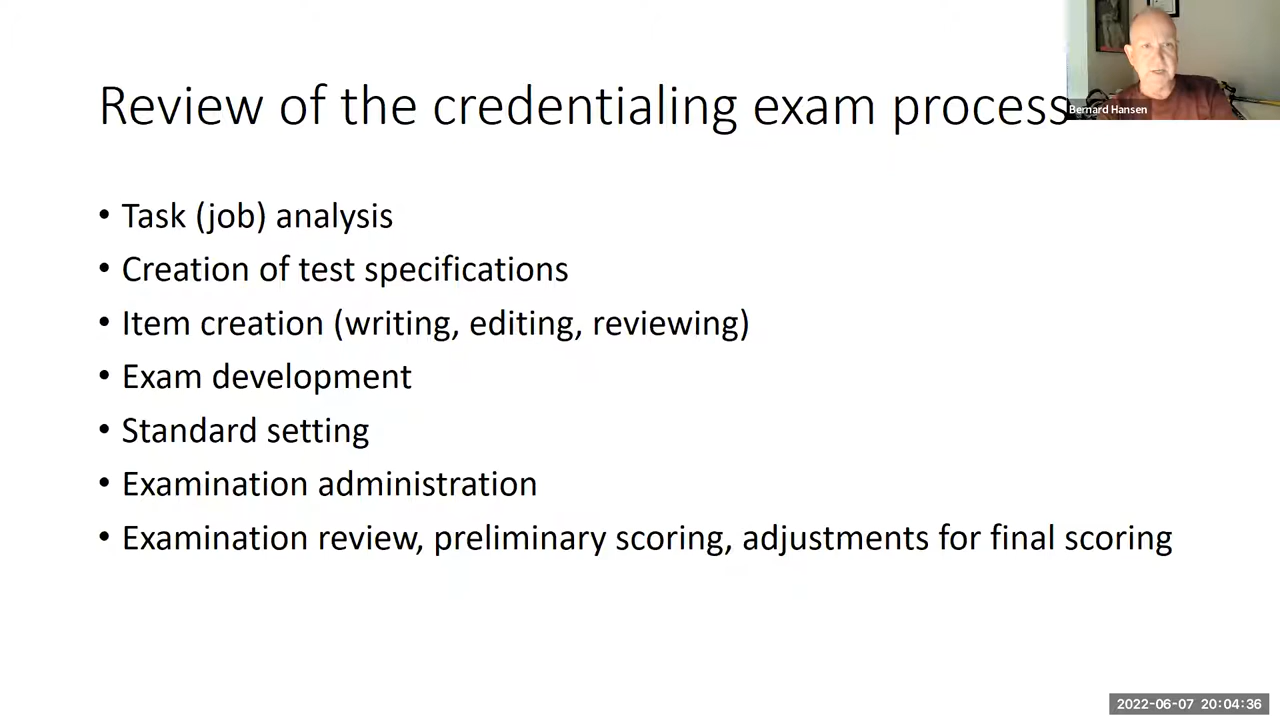 Review of the credentialing exam process
Bernard Hansen
• Task (job) analysis
• Creation of test specifications
• Item creation (writing, editing, reviewing)
• Exam development
• Standard setting
• Examination administration
• Examination review, preliminary scoring, adjustments for final scoring
2022-06-07 20:04:36